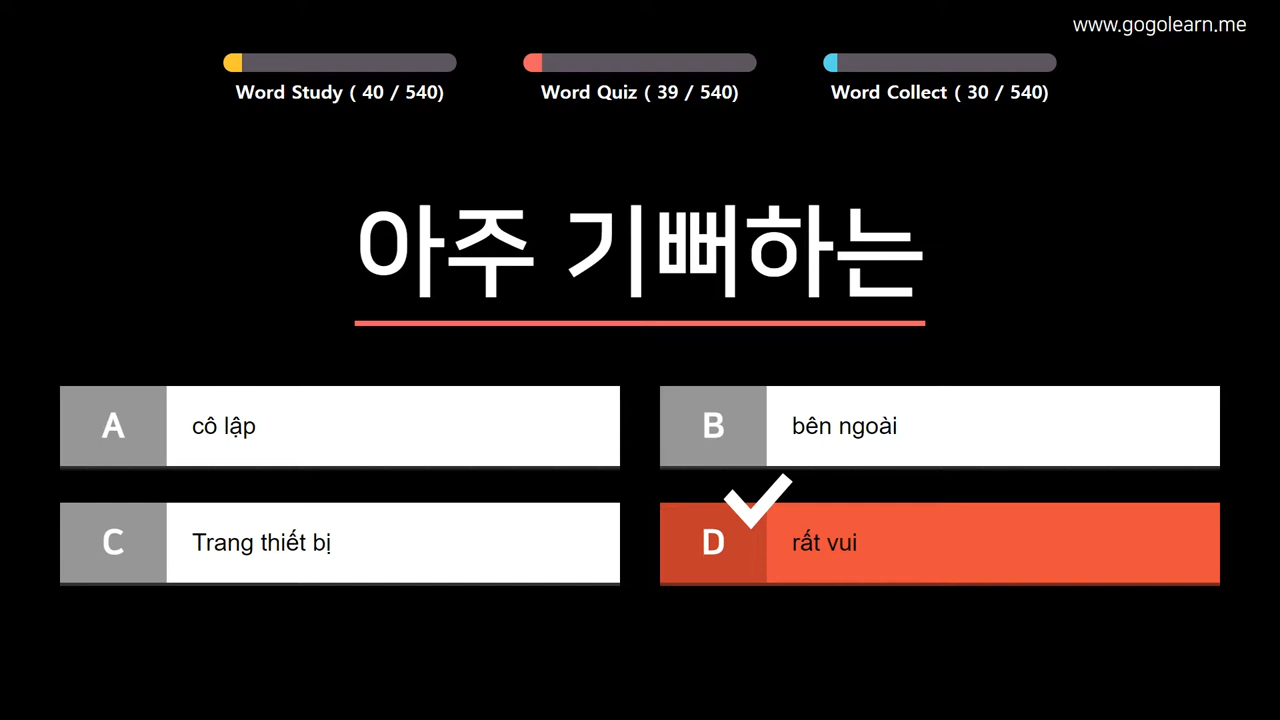 www.gogolearn.me
Word Study ( 40 / 540)
Word Quiz ( 39 / 540)
Word Collect ( 30 / 540)
아주 기뻐하는
A
cô lập
B
bên ngoài
C
Trang thiết bị
D
rất vui